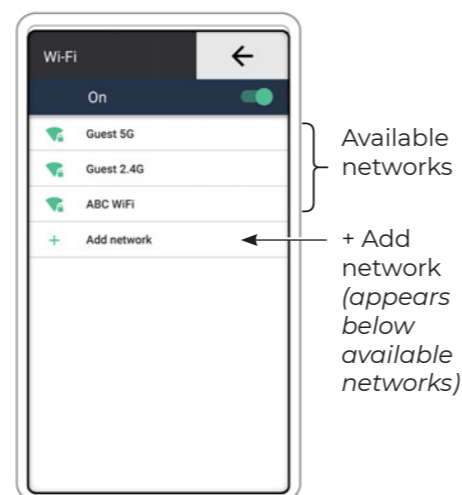 Wi-Fi
On
Guest 5G
Guest 2.4G
ABC WiFi
+ Add network
Available
networks
+ Add
network
(appears
below
available
networks)